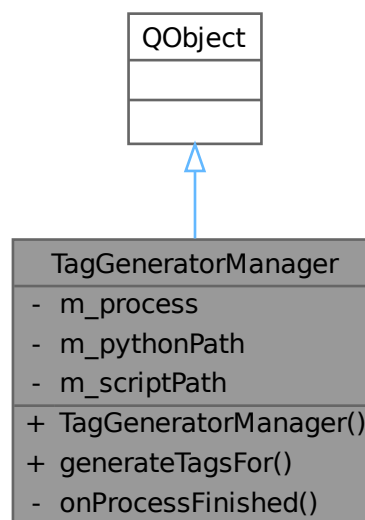 QObject
TagGeneratorManager
- m_process
- m_pythonPath
- m_scriptPath
+ TagGeneratorManager()
+ generateTagsFor()
- onProcessFinished()